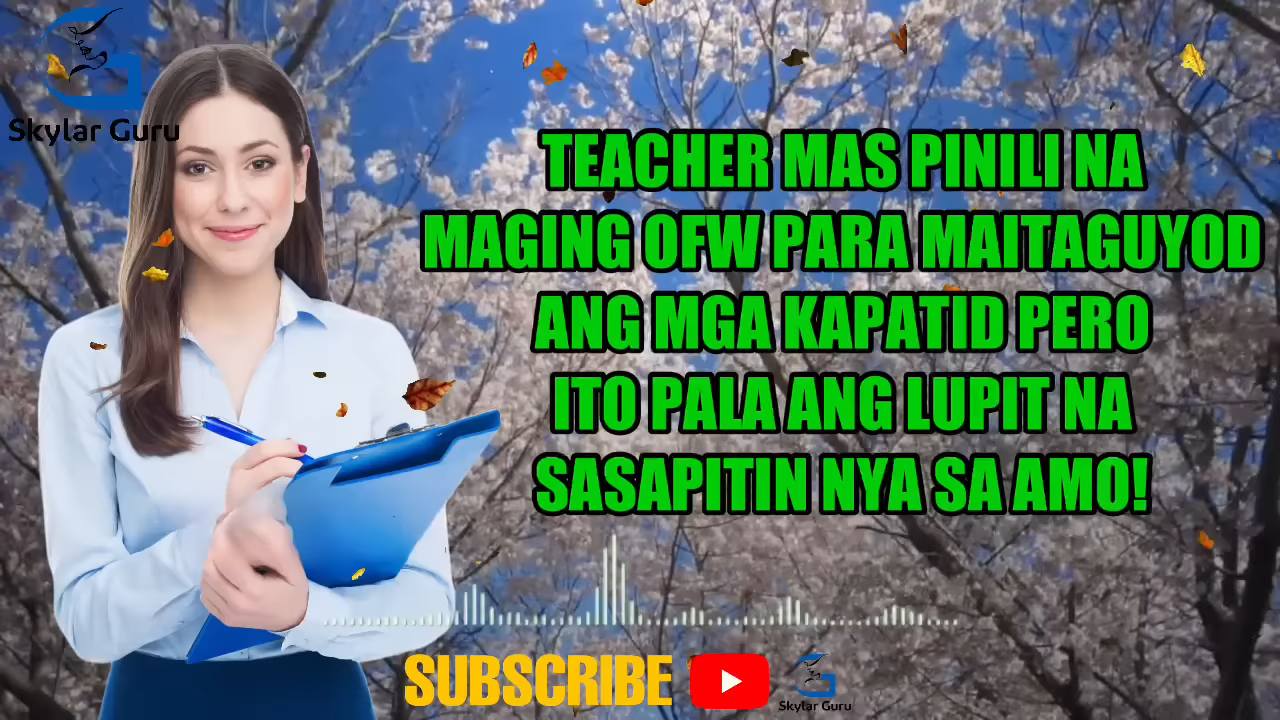 Skylar Guru
TEACHER MAS PINILI NA
MAGING OFW PARA MAITAGUYOD
ANG MGA KAPATID PERO
ITO PALA ANG LUPIT NA
SASAPITIN NYA SA AMO!
SUBSCRIBE
Skylar Guru